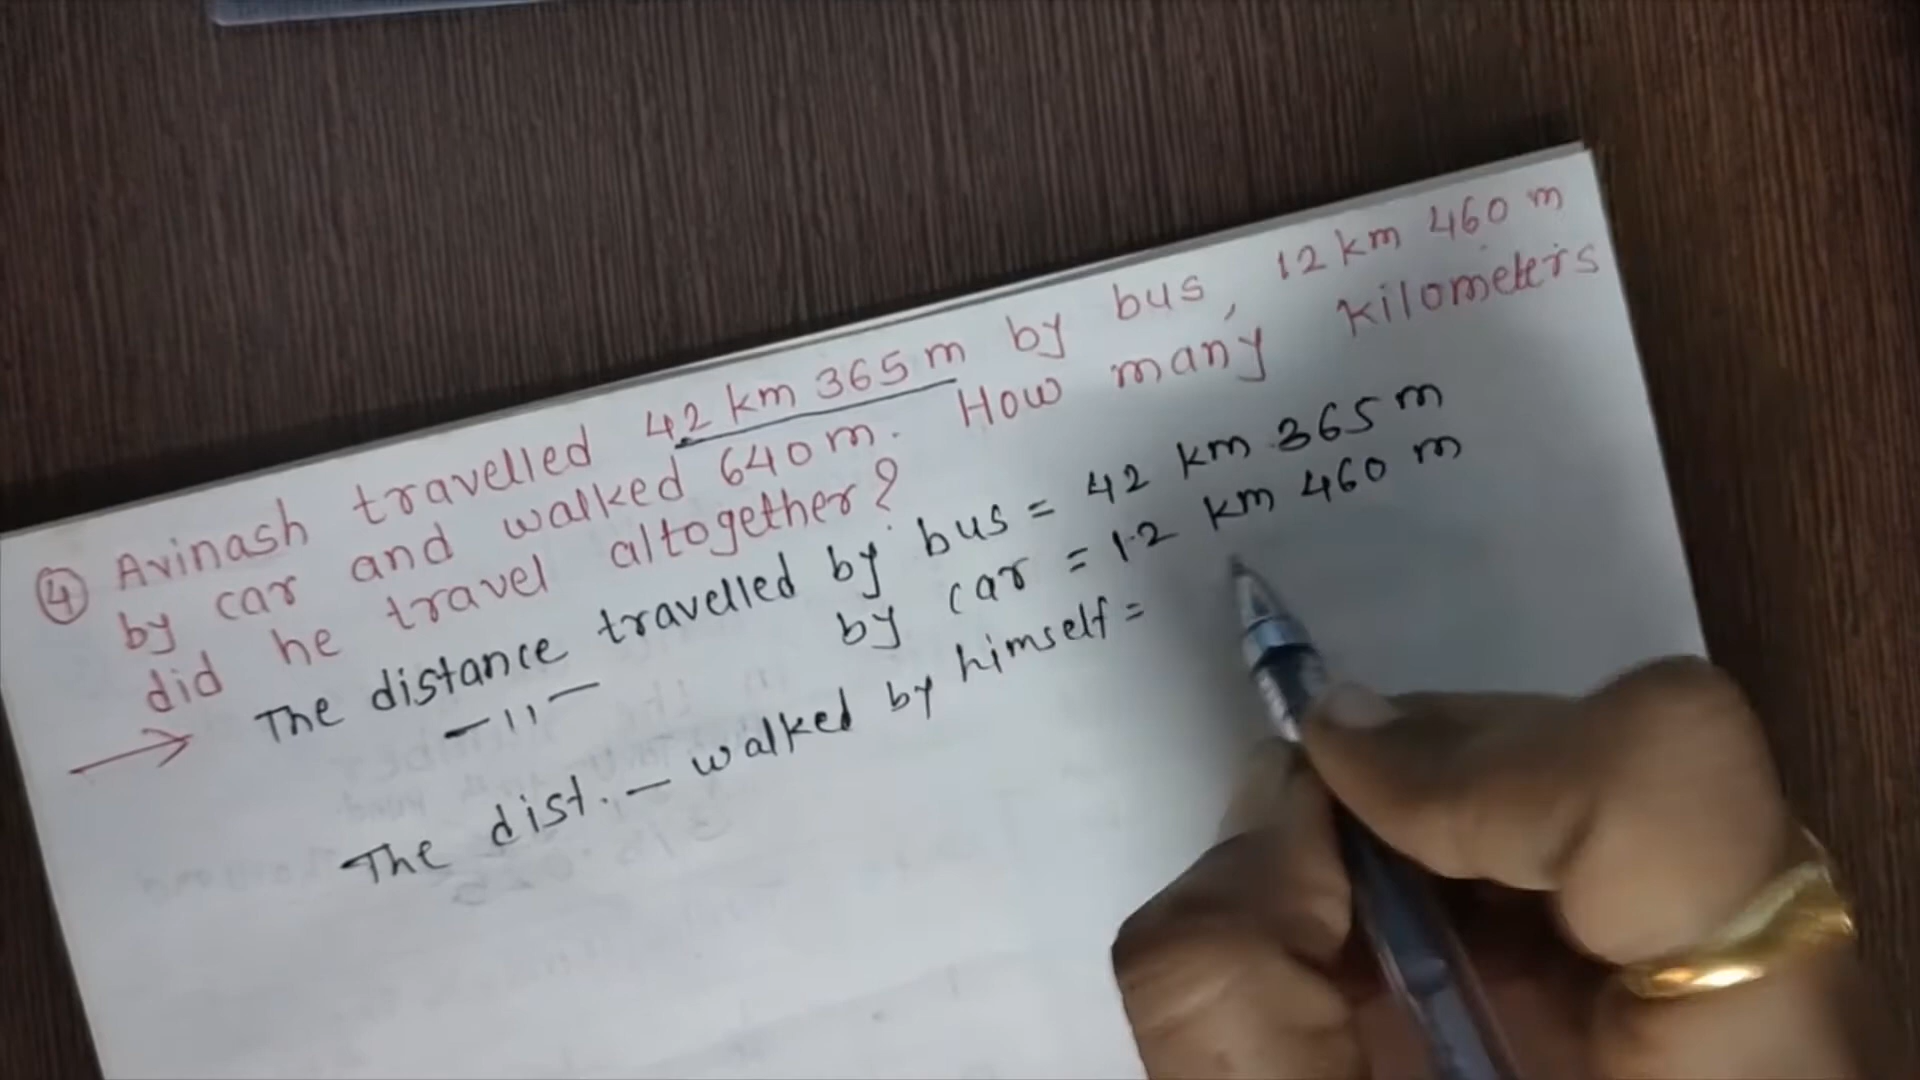 ④ Avinash travelled 42 km 365 m by bus, 12 km 460 m
by car and walked 640 m. How many kilometers
did he travel altogether?
→ The distance travelled by bus = 42 km 365 m
—〃— by car = 12 km 460 m
The dist. — walked by himself =